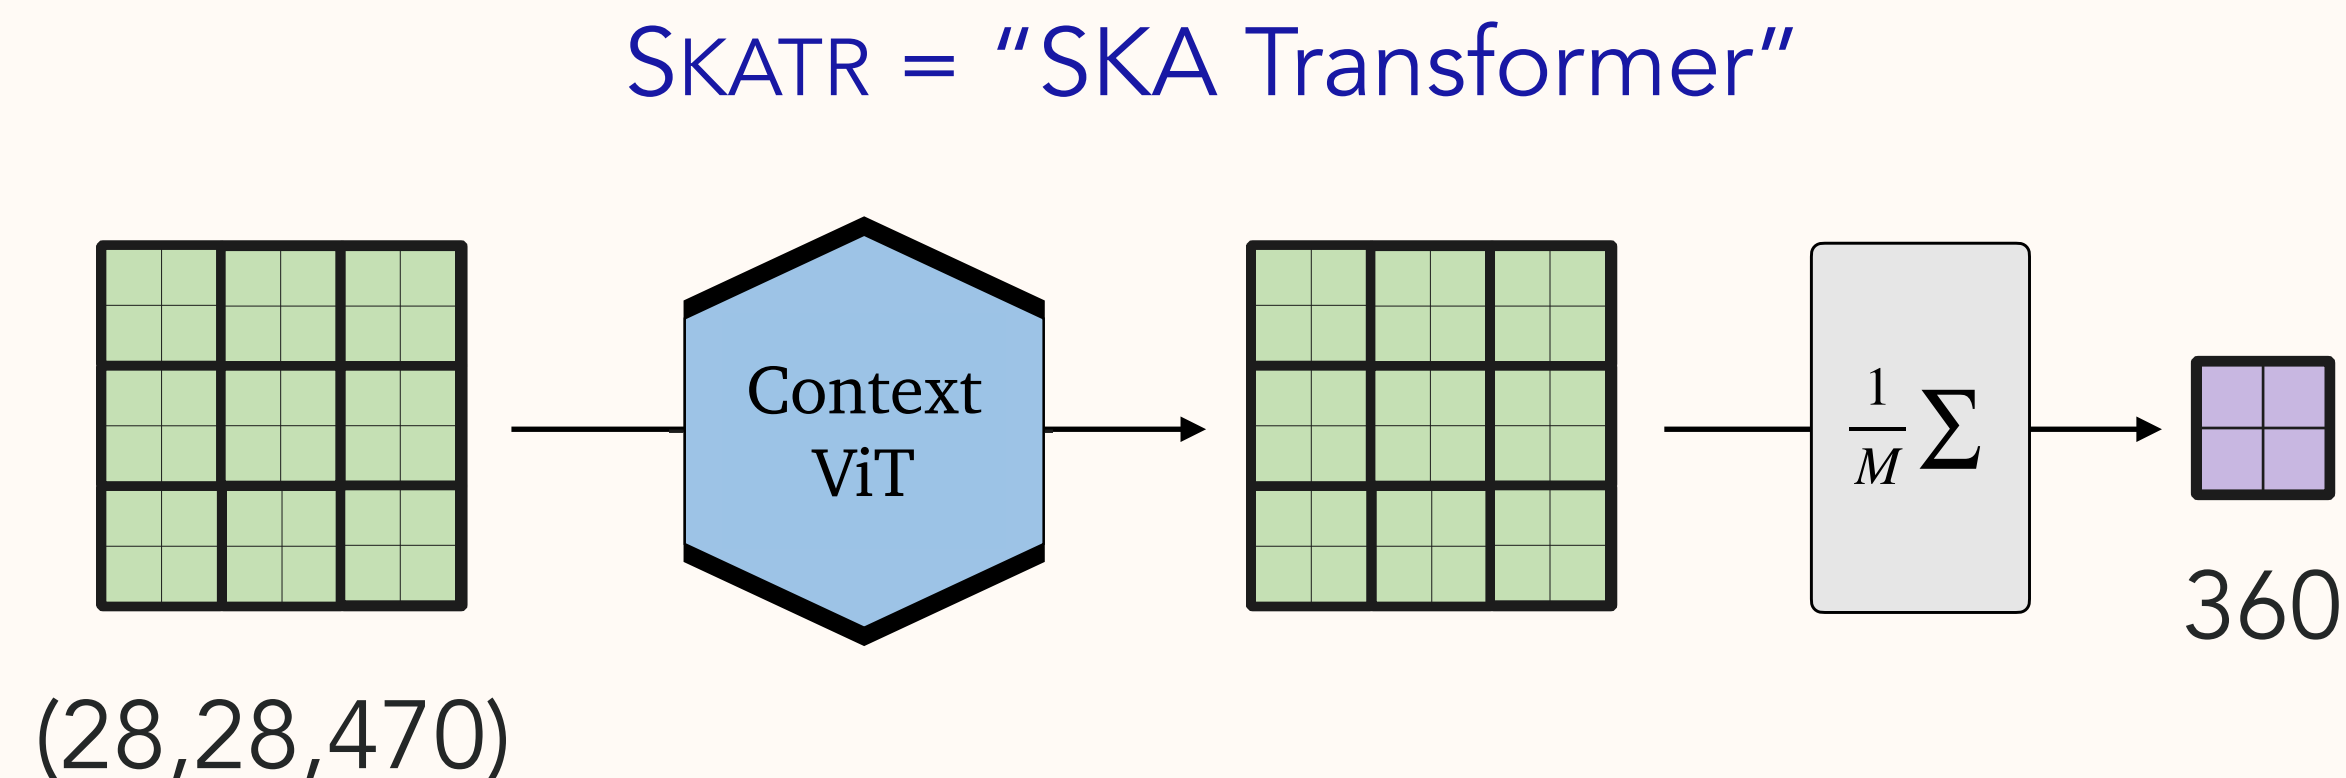 SKATR = “SKA Transformer”
Context
ViT
1
M
Σ
360
(28,28,470)